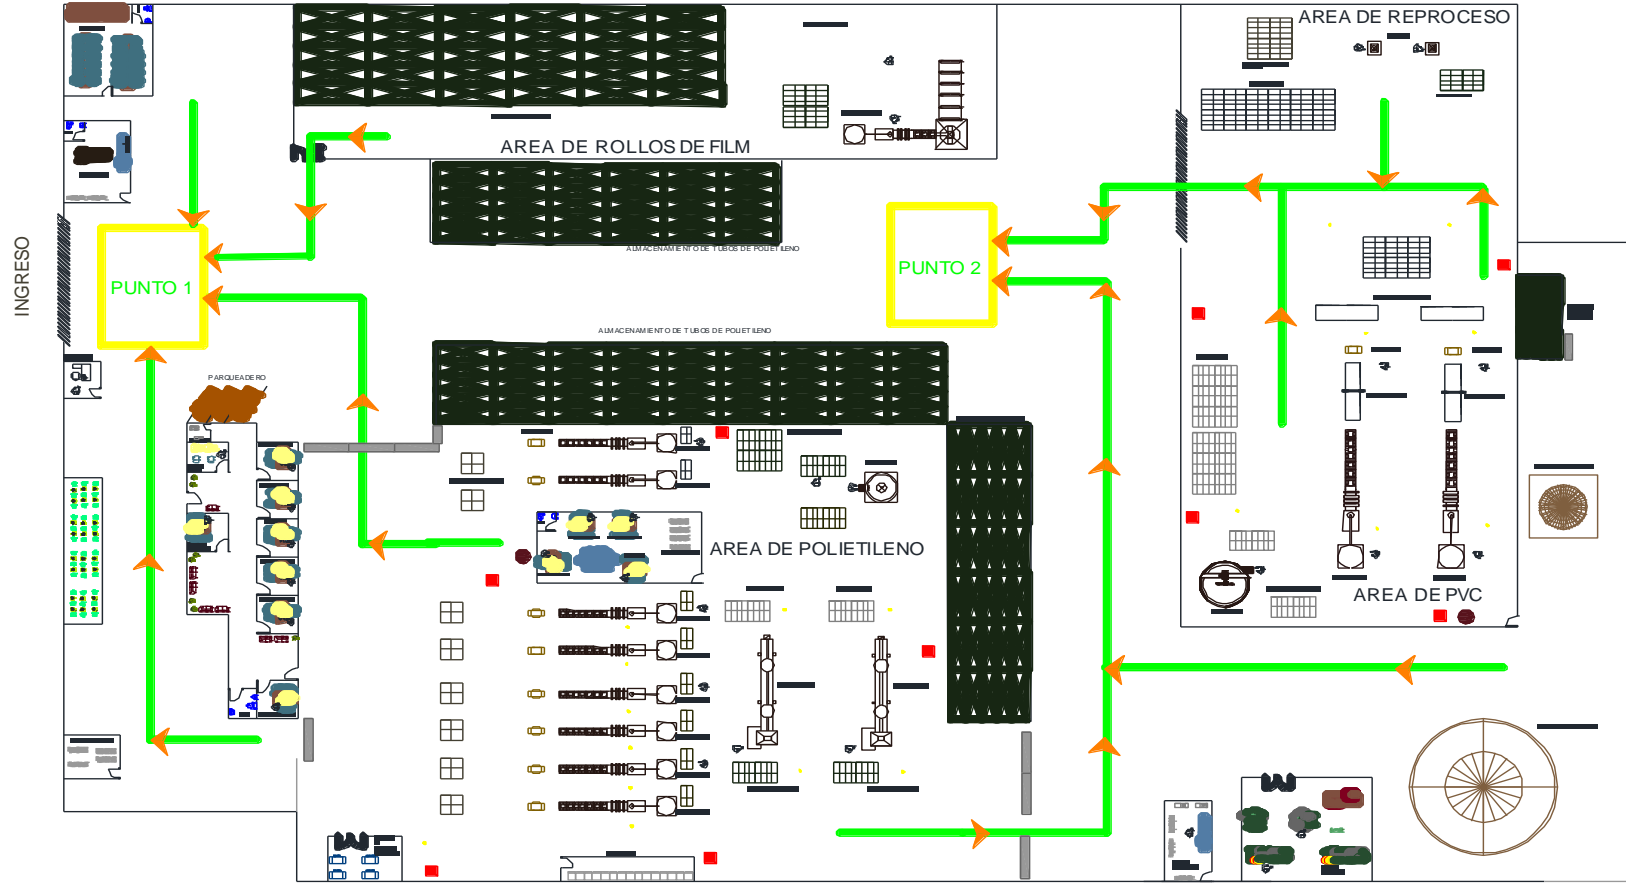 AREA DE REPROCESO
AREA DE ROLLOS DE FILM
ALMACENAMIENTO DE TUBOS DE POLIETILENO
INGRESO
PUNTO 1
PUNTO 2
ALMACENAMIENTO DE TUBOS DE POLIETILENO
PARQUEADERO
AREA DE POLIETILENO
AREA DE PVC